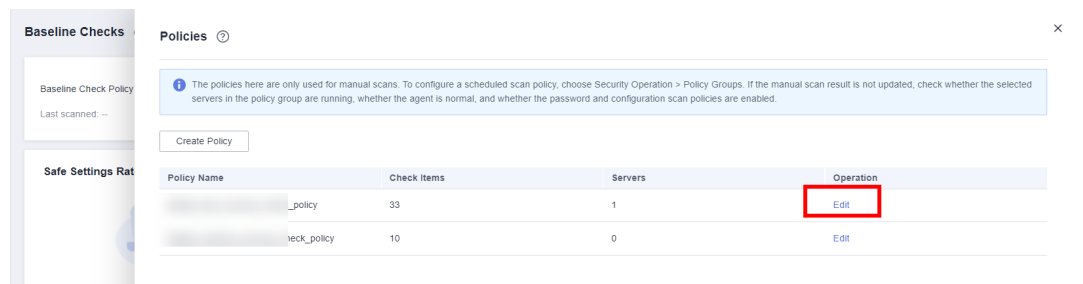 Baseline Checks
Policies ?
Baseline Check Policy
Last scanned: --
The policies here are only used for manual scans. To configure a scheduled scan policy, choose Security Operation > Policy Groups. If the manual scan result is not updated, check whether the selected
servers in the policy group are running, whether the agent is normal, and whether the password and configuration scan policies are enabled.
Create Policy
Safe Settings Rat
Policy Name Check Items Servers Operation
_policy 33 1 Edit
heck_policy 10 0 Edit